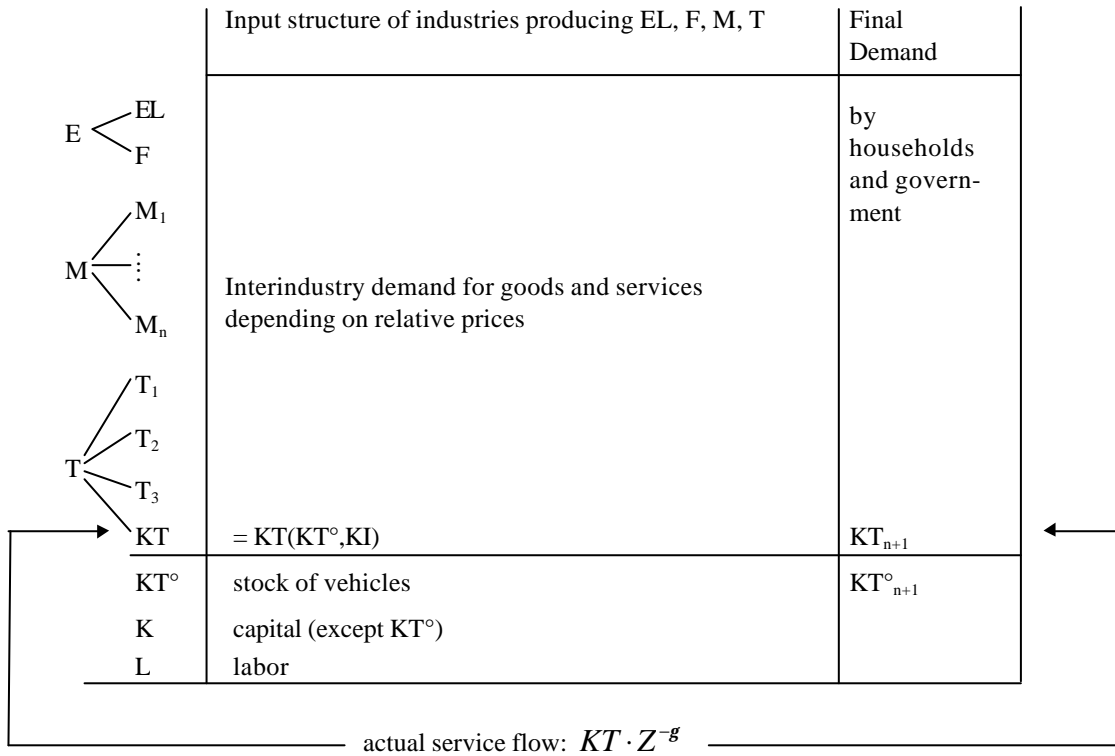 Input structure of industries producing EL, F, M, T
Final
Demand
EL
E
F
by
households
and govern-
ment
M₁
M
⋮
Mₙ
Interindustry demand for goods and services
depending on relative prices
T₁
T₂
T
T₃
KT = KT(KT°,KI) KTₙ₊₁
KT° stock of vehicles KT°ₙ₊₁
K capital (except KT°)
L labor
actual service flow: KT · Z⁻ᵍ